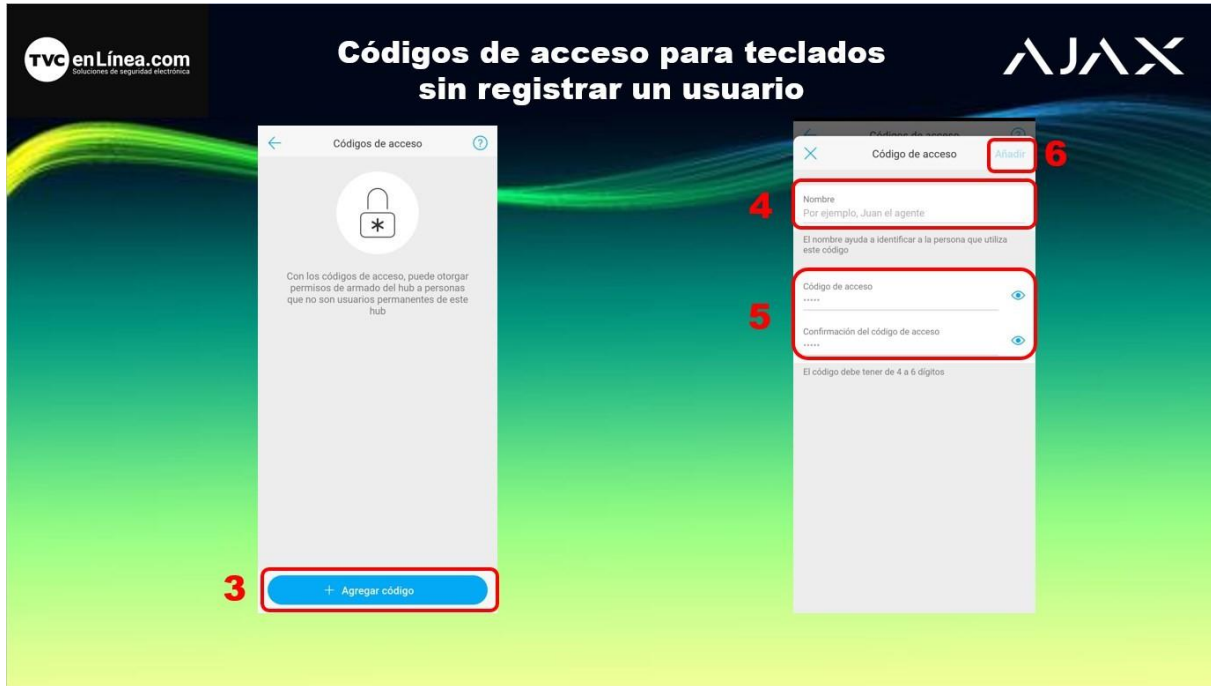 TVC enLínea.com
Soluciones de seguridad electrónica
Códigos de acceso para teclados
sin registrar un usuario
AJAX
Códigos de acceso
?
*
Con los códigos de acceso, puede otorgar
permisos de armado del hub a personas
que no son usuarios permanentes de este
hub
3
+ Agregar código
Códigos de acceso
?
Código de acceso
Añadir
6
4
Nombre
Por ejemplo, Juan el agente
El nombre ayuda a identificar a la persona que utiliza
este código
5
Código de acceso
·····
Confirmación del código de acceso
·····
El código debe tener de 4 a 6 dígitos